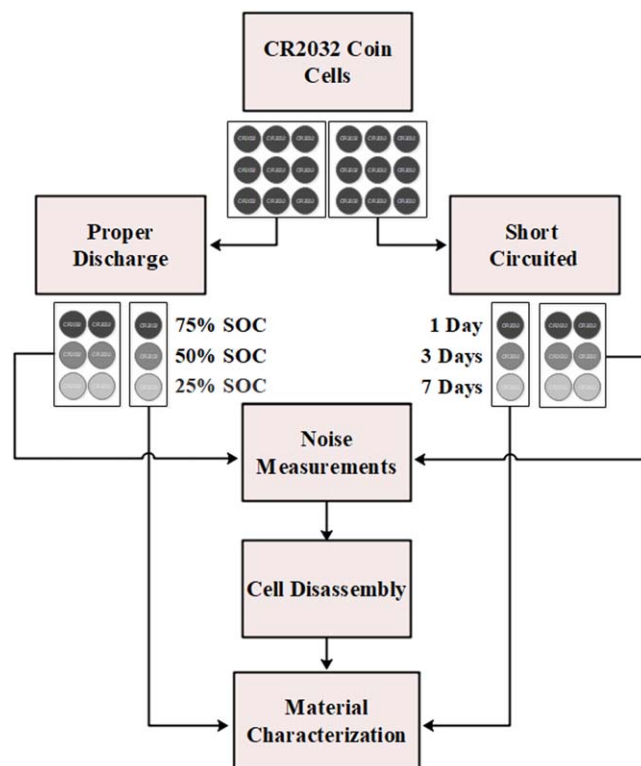 CR2032 Coin
Cells
Proper
Discharge
Short
Circuited
75% SOC
50% SOC
25% SOC
1 Day
3 Days
7 Days
Noise
Measurements
Cell Disassembly
Material
Characterization